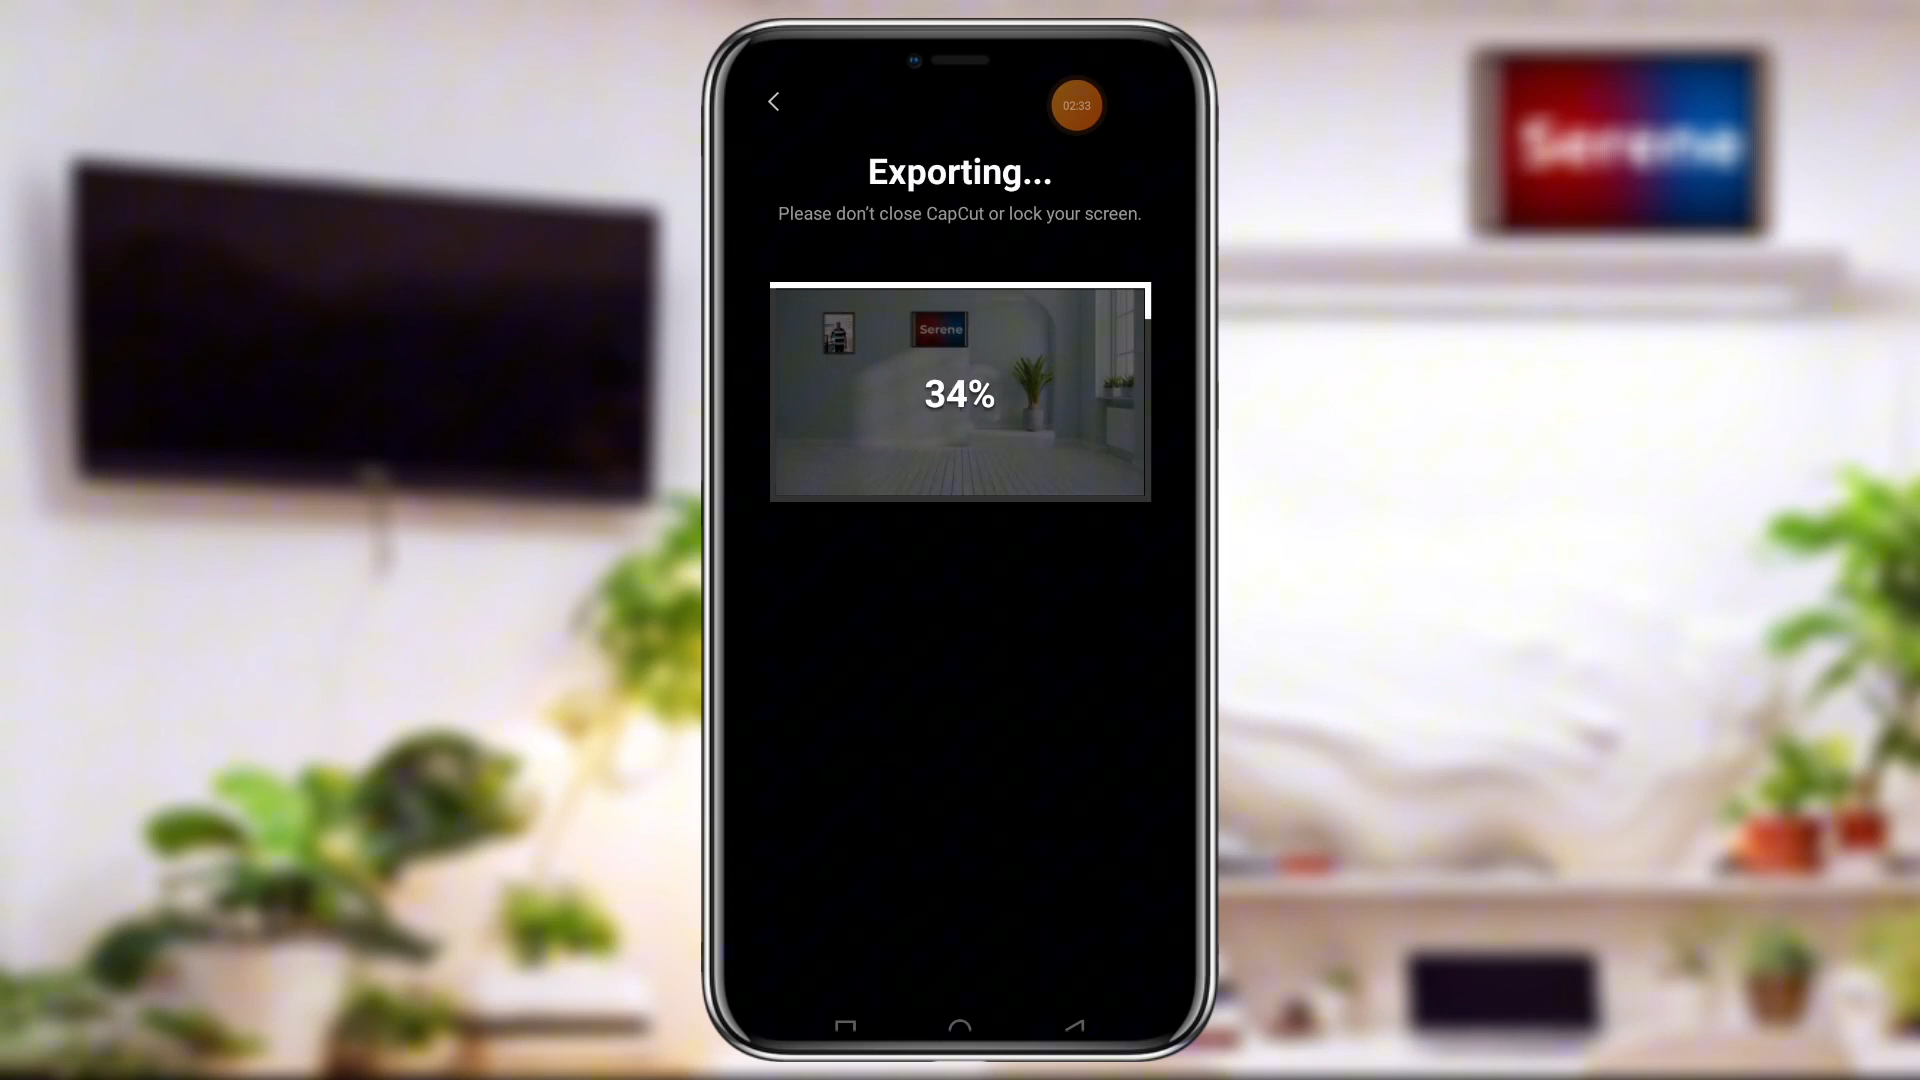 02:33
Exporting...
Please don't close CapCut or lock your screen.
Serene
34%
Serene